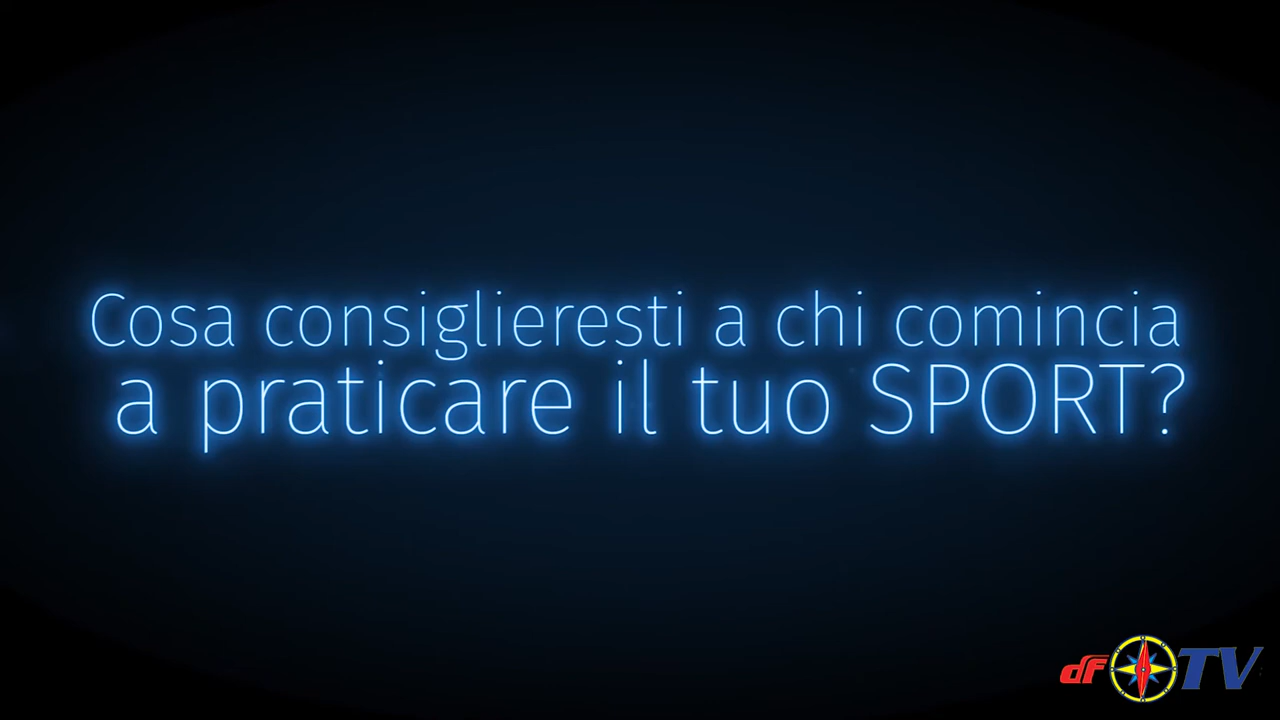 Cosa consiglieresti a chi comincia
a praticare il tuo SPORT?
dF TV